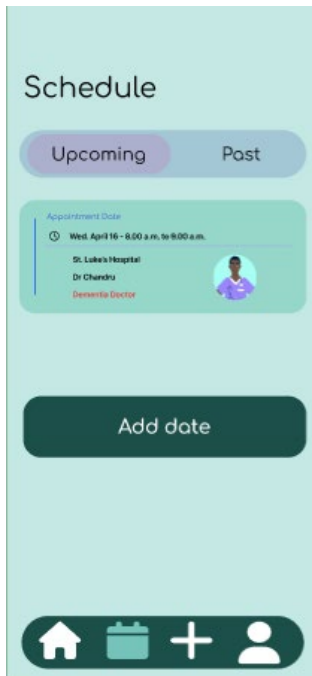 Schedule
Upcoming Past
Appointment Date
Wed. April 16 - 8.00 a.m. to 9.00 a.m.
St. Luke's Hospital
Dr Chandru
Dementia Doctor
Add date